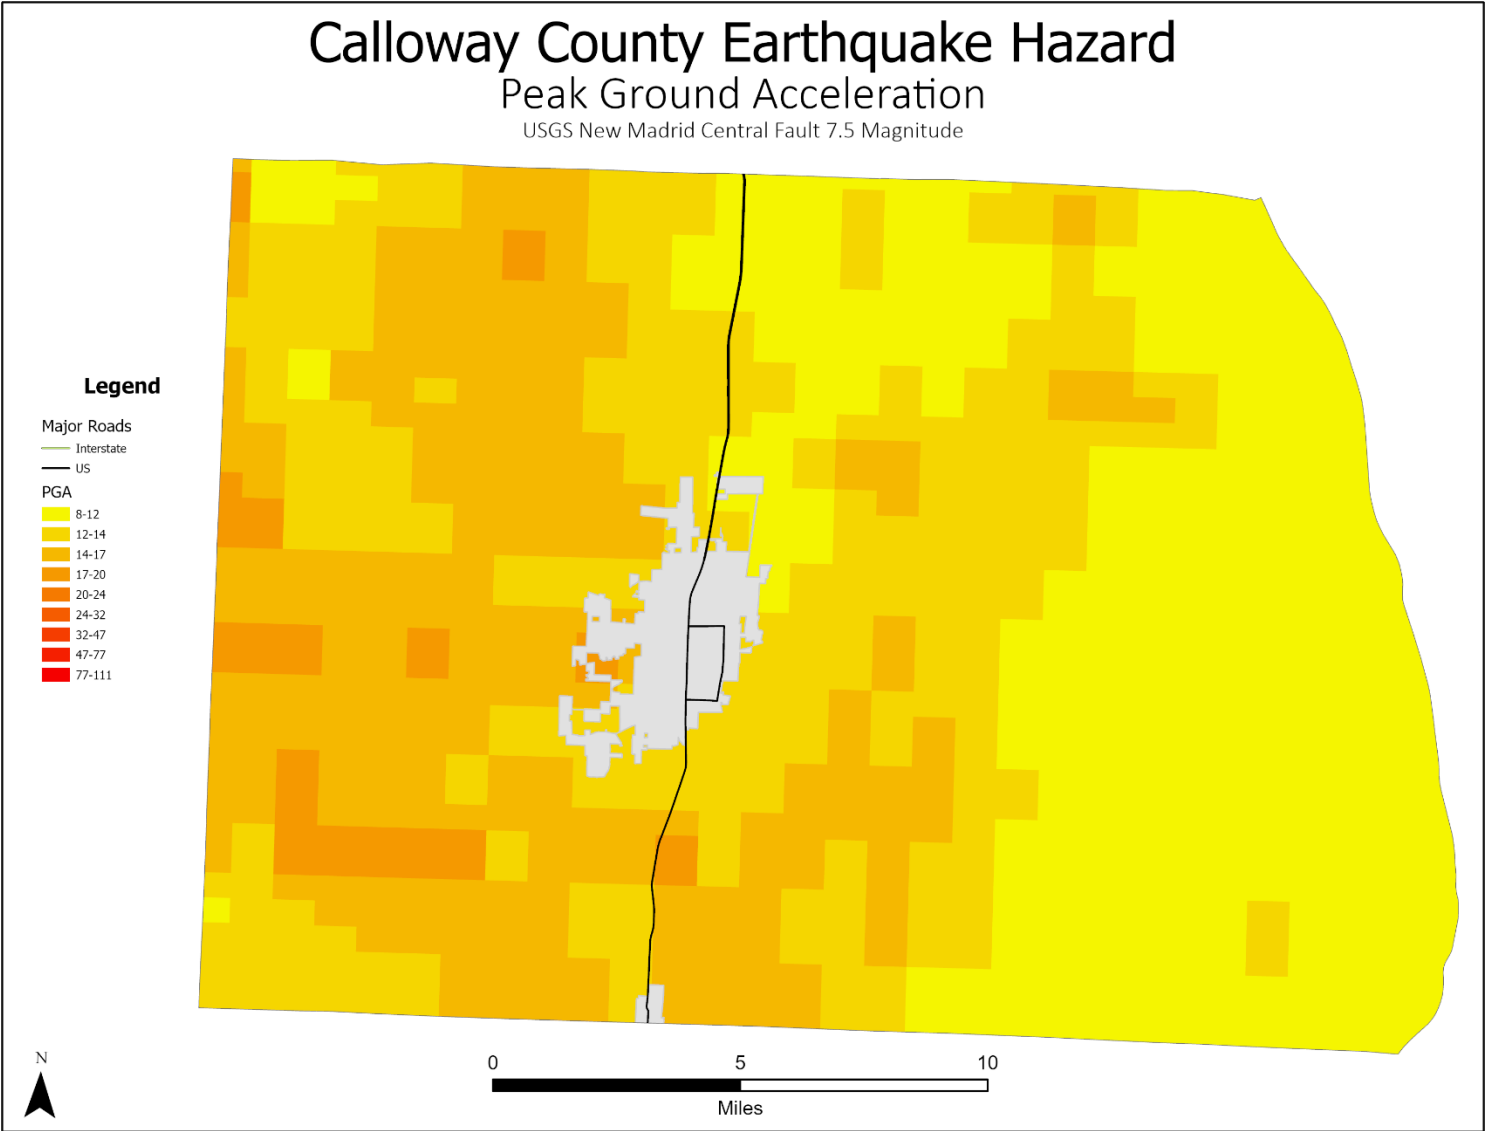 Calloway County Earthquake Hazard
Peak Ground Acceleration
USGS New Madrid Central Fault 7.5 Magnitude
Legend
Major Roads
Interstate
US
PGA
8-12
12-14
14-17
17-20
20-24
24-32
32-47
47-77
77-111
N
0 5 10
Miles